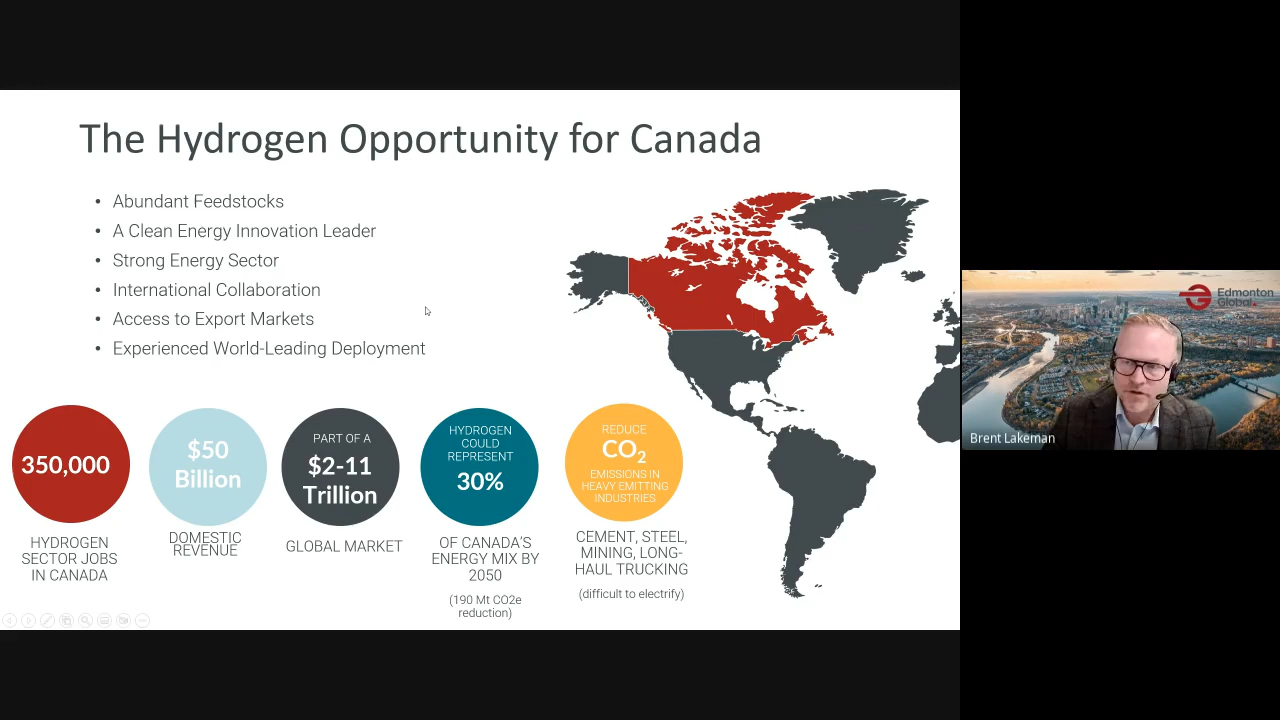 The Hydrogen Opportunity for Canada
• Abundant Feedstocks
• A Clean Energy Innovation Leader
• Strong Energy Sector
• International Collaboration
• Access to Export Markets
• Experienced World-Leading Deployment
350,000
HYDROGEN
SECTOR JOBS
IN CANADA
$50
Billion
DOMESTIC
REVENUE
PART OF A
$2-11
Trillion
GLOBAL MARKET
HYDROGEN
COULD
REPRESENT
30%
OF CANADA'S
ENERGY MIX BY
2050
(190 Mt CO2e
reduction)
REDUCE
CO2
EMISSIONS IN
HEAVY EMITTING
INDUSTRIES
CEMENT, STEEL,
MINING, LONG-
HAUL TRUCKING
(difficult to electrify)
Edmonton
Global
Brent Lakeman